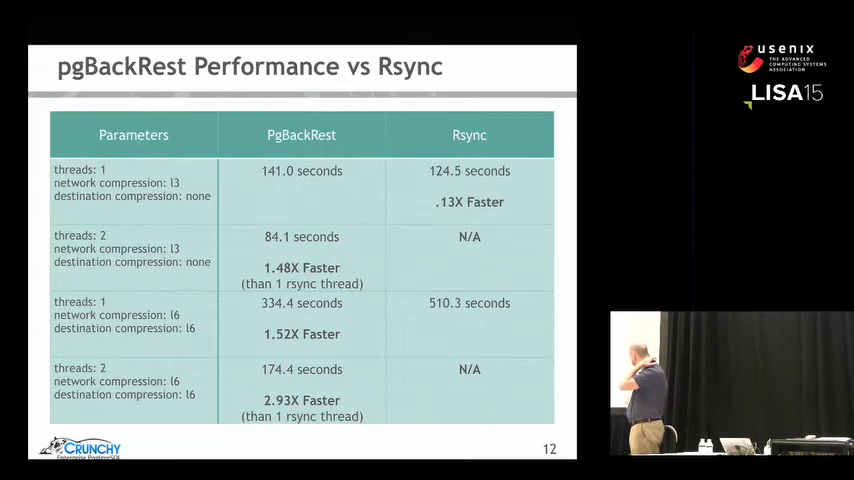 pgBackRest Performance vs Rsync
Parameters
PgBackRest
Rsync
threads: 1
network compression: l3
destination compression: none
141.0 seconds
124.5 seconds
.13X Faster
threads: 2
network compression: l3
destination compression: none
84.1 seconds
1.48X Faster
(than 1 rsync thread)
N/A
threads: 1
network compression: l6
destination compression: l6
334.4 seconds
1.52X Faster
510.3 seconds
threads: 2
network compression: l6
destination compression: l6
174.4 seconds
2.93X Faster
(than 1 rsync thread)
N/A
CRUNCHY
Enterprise PostgreSQL
12
usenix
THE ADVANCED
COMPUTING SYSTEMS
ASSOCIATION
LISA15